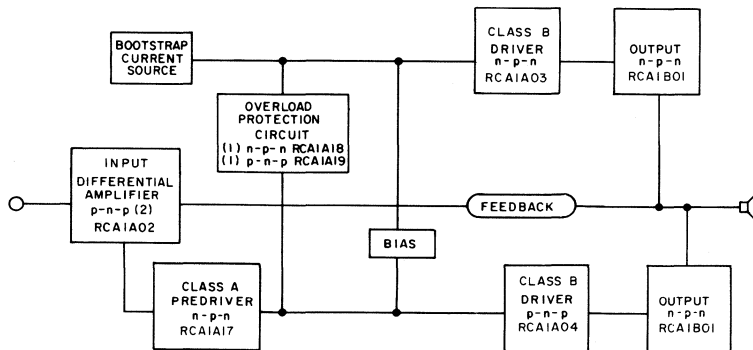 BOOTSTRAP
CURRENT
SOURCE
CLASS B
DRIVER
n-p-n
RCA1A03
OUTPUT
n-p-n
RCA1B01
OVERLOAD
PROTECTION
CIRCUIT
(1) n-p-n RCA1A18
(1) p-n-p RCA1A19
INPUT
DIFFERENTIAL
AMPLIFIER
p-n-p (2)
RCA1A02
FEEDBACK
BIAS
CLASS A
PREDRIVER
n-p-n
RCA1A17
CLASS B
DRIVER
p-n-p
RCA1A04
OUTPUT
n-p-n
RCA1B01